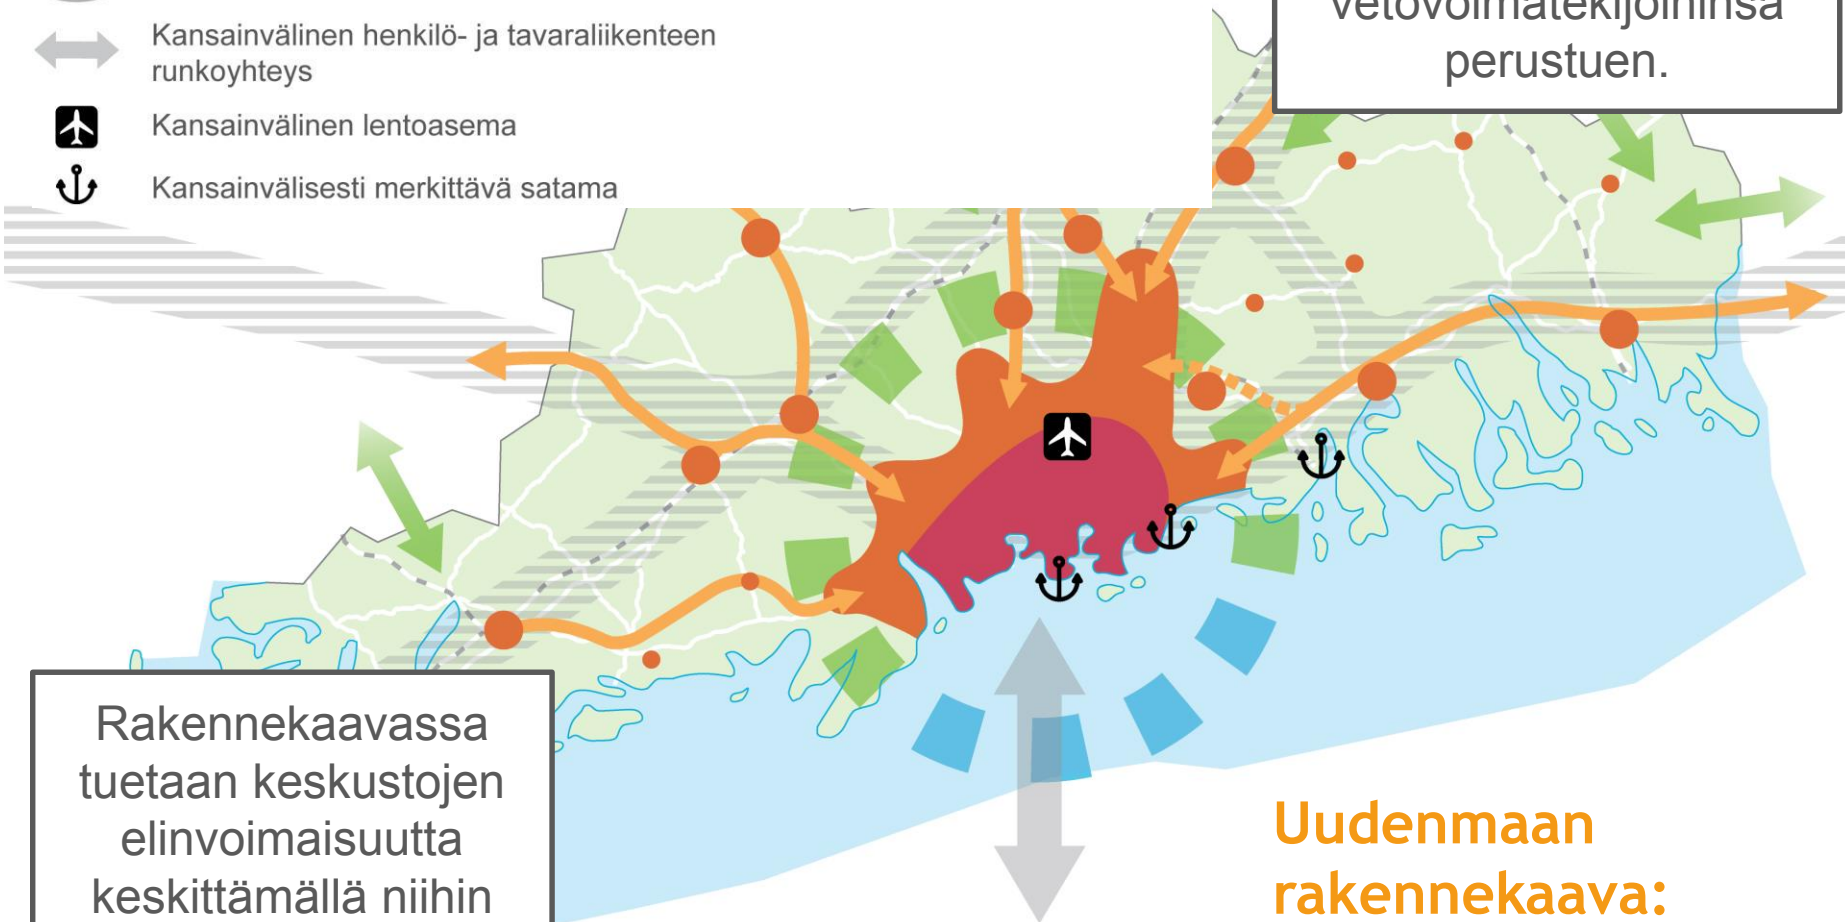 Kansainvälinen henkilö- ja tavaraliikenteen
runkoyhteys
Kansainvälinen lentoasema
Kansainvälisesti merkittävä satama
vetovoimatekijöihinsä
perustuen.
Rakennekaavassa
tuetaan keskustojen
elinvoimaisuutta
keskittämällä niihin
Uudenmaan
rakennekaava: